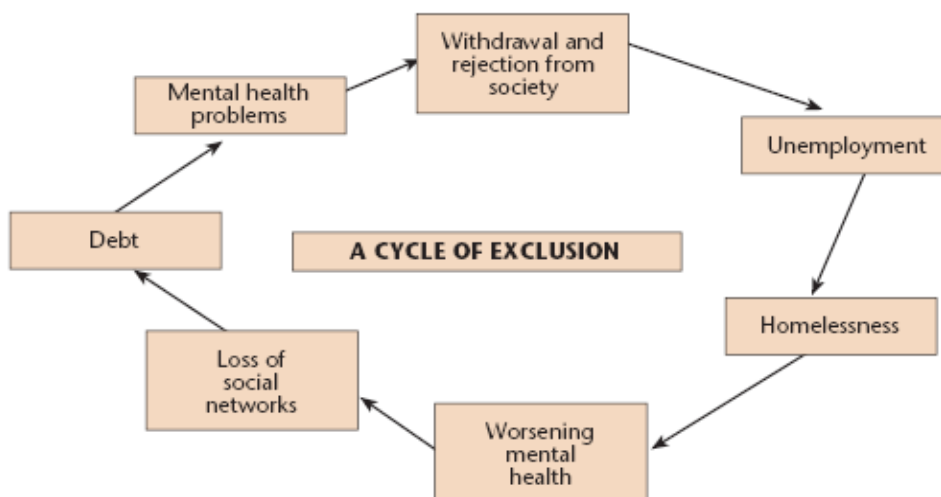 Withdrawal and
rejection from
society
Mental health
problems
Unemployment
Debt
A CYCLE OF EXCLUSION
Homelessness
Loss of
social
networks
Worsening
mental
health